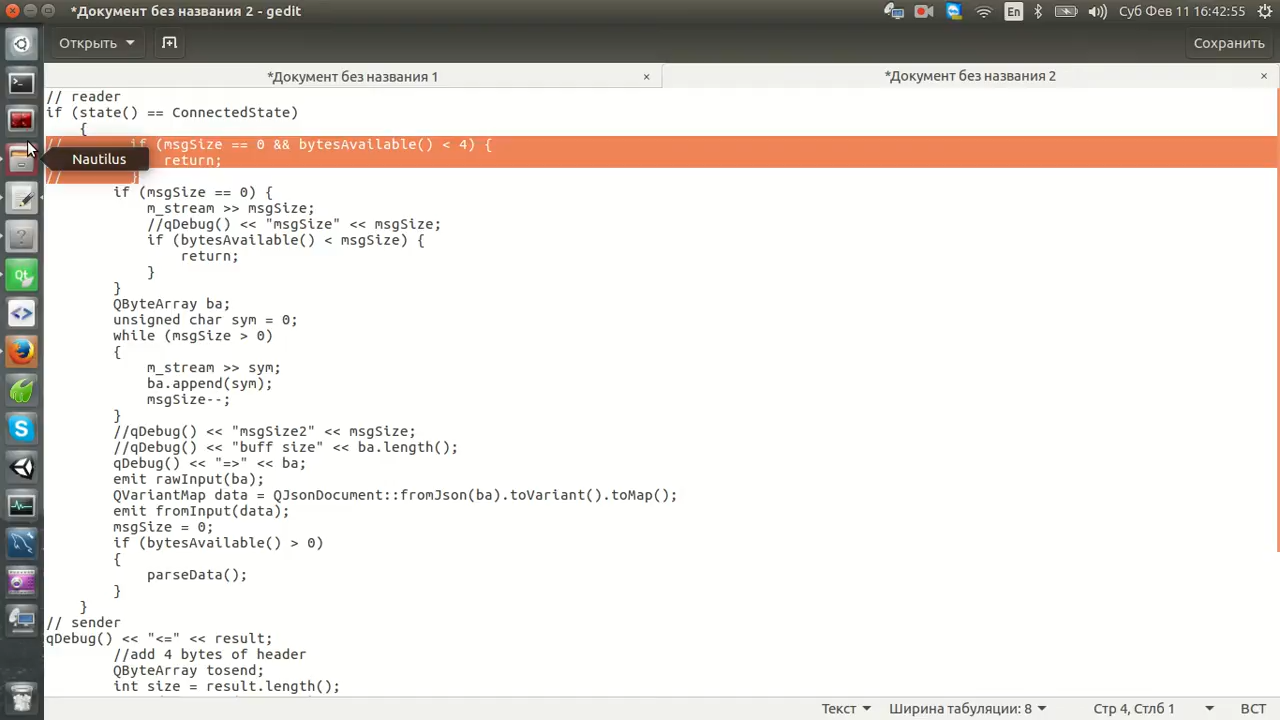 *Документ без названия 2 - gedit
En
Суб Фев 11 16:42:55
Открыть
Сохранить
*Документ без названия 1 ×
*Документ без названия 2 ×
// reader
if (state() == ConnectedState)
{
// if (msgSize == 0 && bytesAvailable() < 4) {
return;
// }
Nautilus
if (msgSize == 0) {
m_stream >> msgSize;
//qDebug() << "msgSize" << msgSize;
if (bytesAvailable() < msgSize) {
return;
}
}
QByteArray ba;
unsigned char sym = 0;
while (msgSize > 0)
{
m_stream >> sym;
ba.append(sym);
msgSize--;
}
//qDebug() << "msgSize2" << msgSize;
//qDebug() << "buff size" << ba.length();
qDebug() << "=>" << ba;
emit rawInput(ba);
QVariantMap data = QJsonDocument::fromJson(ba).toVariant().toMap();
emit fromInput(data);
msgSize = 0;
if (bytesAvailable() > 0)
{
parseData();
}
}
// sender
qDebug() << "<=" << result;
//add 4 bytes of header
QByteArray tosend;
int size = result.length();
Текст
Ширина табуляции: 8
Стр 4, Стлб 1
ВСТ